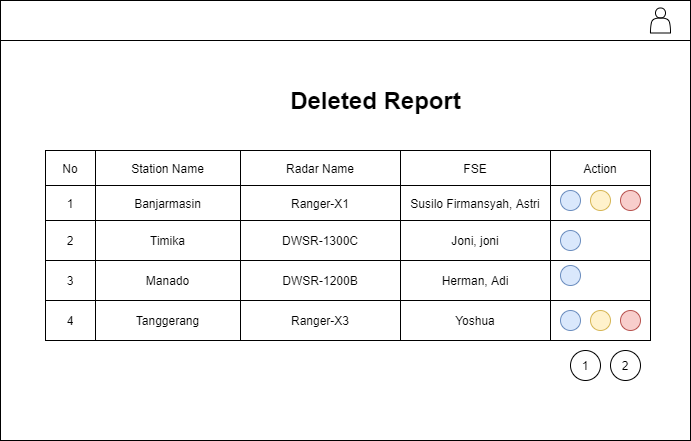 Deleted Report
No Station Name Radar Name FSE Action
1 Banjarmasin Ranger-X1 Susilo Firmansyah, Astri
2 Timika DWSR-1300C Joni, joni
3 Manado DWSR-1200B Herman, Adi
4 Tanggerang Ranger-X3 Yoshua
1 2